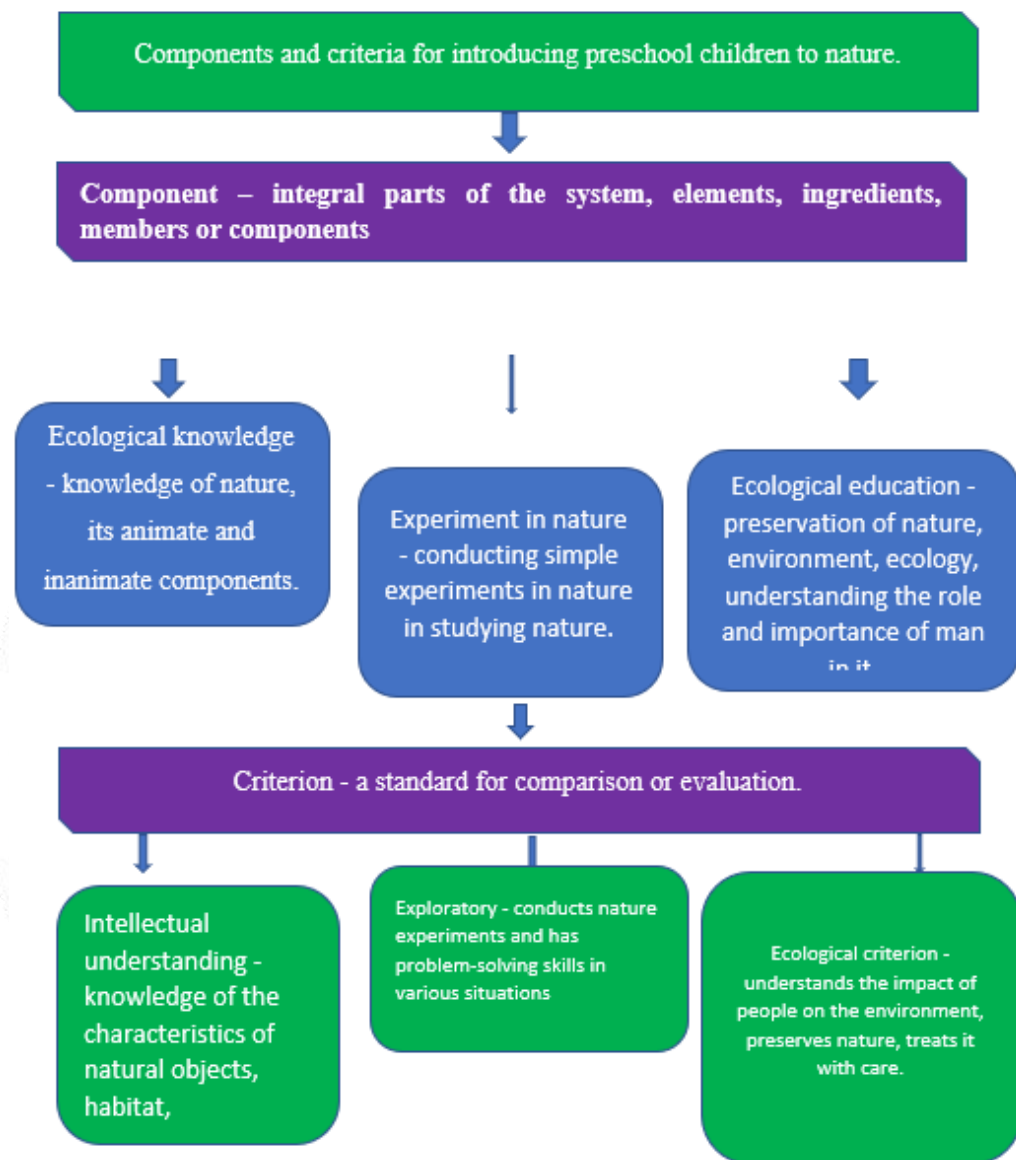 Components and criteria for introducing preschool children to nature.
Component – integral parts of the system, elements, ingredients,
members or components
Ecological knowledge
- knowledge of nature,
its animate and
inanimate components.
Experiment in nature
- conducting simple
experiments in nature
in studying nature.
Ecological education -
preservation of nature,
environment, ecology,
understanding the role
and importance of man
in it
Criterion - a standard for comparison or evaluation.
Intellectual
understanding -
knowledge of the
characteristics of
natural objects,
habitat,
Exploratory - conducts nature
experiments and has
problem-solving skills in
various situations
Ecological criterion -
understands the impact of
people on the environment,
preserves nature, treats it
with care.